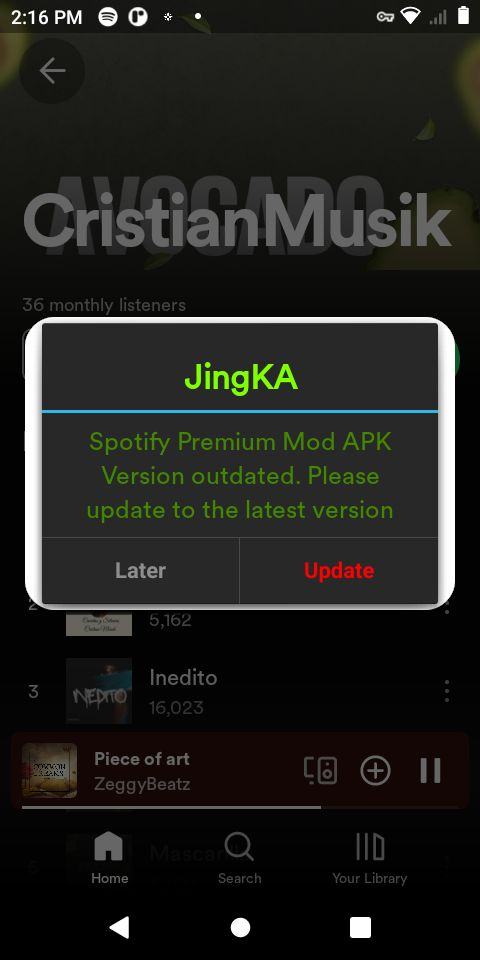 2:16 PM
AVOCADO
CristianMusik
36 monthly listeners
JingKA
Spotify Premium Mod APK
Version outdated. Please
update to the latest version
Later
Update
2
5,162
INEDITO
3
Inedito
16,023
Piece of art
ZeggyBeatz
Home
Search
Your Library